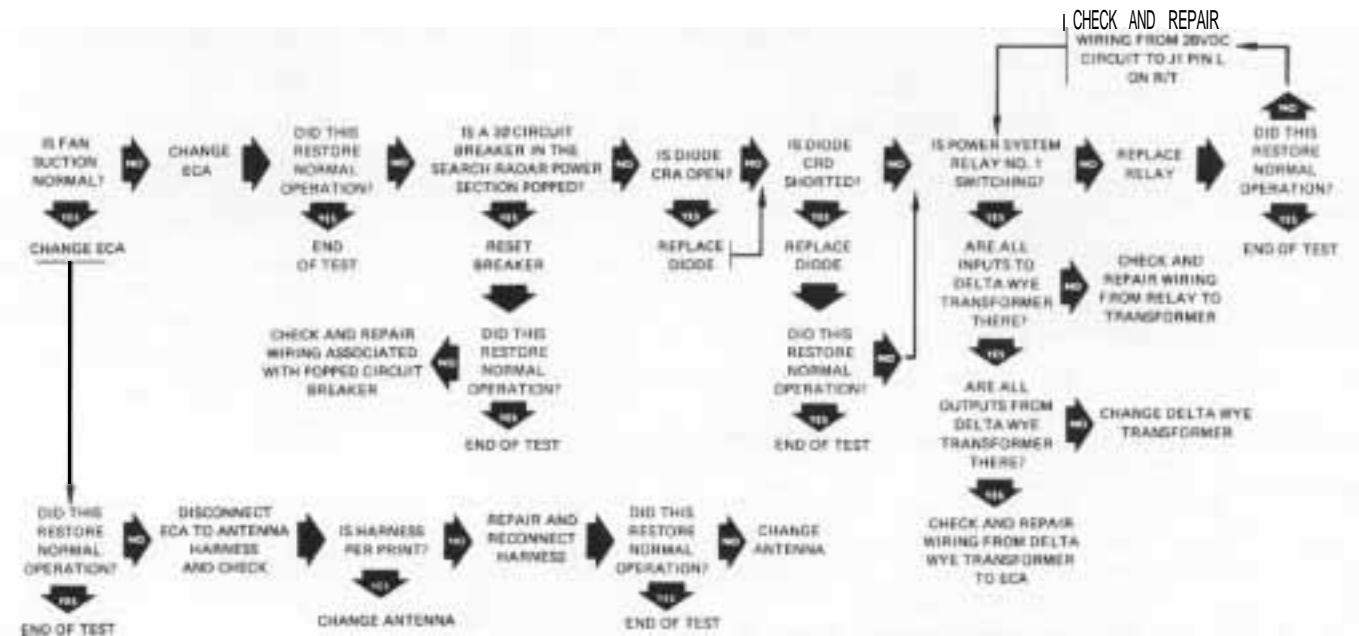 CHECK AND REPAIR
WIRING FROM 28VDC
CIRCUIT TO J1 PIN L
ON R/T
IS FAN
SUCTION
NORMAL?
NO
CHANGE
ECA
DID THIS
RESTORE
NORMAL
OPERATION?
NO
IS A 3Ø CIRCUIT
BREAKER IN THE
SEARCH RADAR POWER
SECTION POPPED?
NO
IS DIODE
CRA OPEN?
NO
IS DIODE
CRD
SHORTED?
NO
IS POWER SYSTEM
RELAY NO. 1
SWITCHING?
NO
REPLACE
RELAY
NO
DID THIS
RESTORE
NORMAL
OPERATION?
YES
CHANGE ECA
YES
END
OF TEST
YES
RESET
BREAKER
YES
REPLACE
DIODE
YES
REPLACE
DIODE
YES
ARE ALL
INPUTS TO
DELTA WYE
TRANSFORMER
THERE?
NO
CHECK AND
REPAIR WIRING
FROM RELAY TO
TRANSFORMER
YES
END OF TEST
CHECK AND REPAIR
WIRING ASSOCIATED
WITH POPPED CIRCUIT
BREAKER
NO
DID THIS
RESTORE
NORMAL
OPERATION?
YES
END OF TEST
DID THIS
RESTORE
NORMAL
OPERATION?
NO
YES
END OF TEST
YES
ARE ALL
OUTPUTS FROM
DELTA WYE
TRANSFORMER
THERE?
NO
CHANGE DELTA WYE
TRANSFORMER
YES
CHECK AND REPAIR
WIRING FROM DELTA
WYE TRANSFORMER
TO ECA
DID THIS
RESTORE
NORMAL
OPERATION?
NO
DISCONNECT
ECA TO ANTENNA
HARNESS
AND CHECK
IS HARNESS
PER PRINT?
REPAIR AND
RECONNECT
HARNESS
DID THIS
RESTORE
NORMAL
OPERATION?
NO
CHANGE
ANTENNA
YES
END OF TEST
YES
CHANGE ANTENNA
YES
END OF TEST